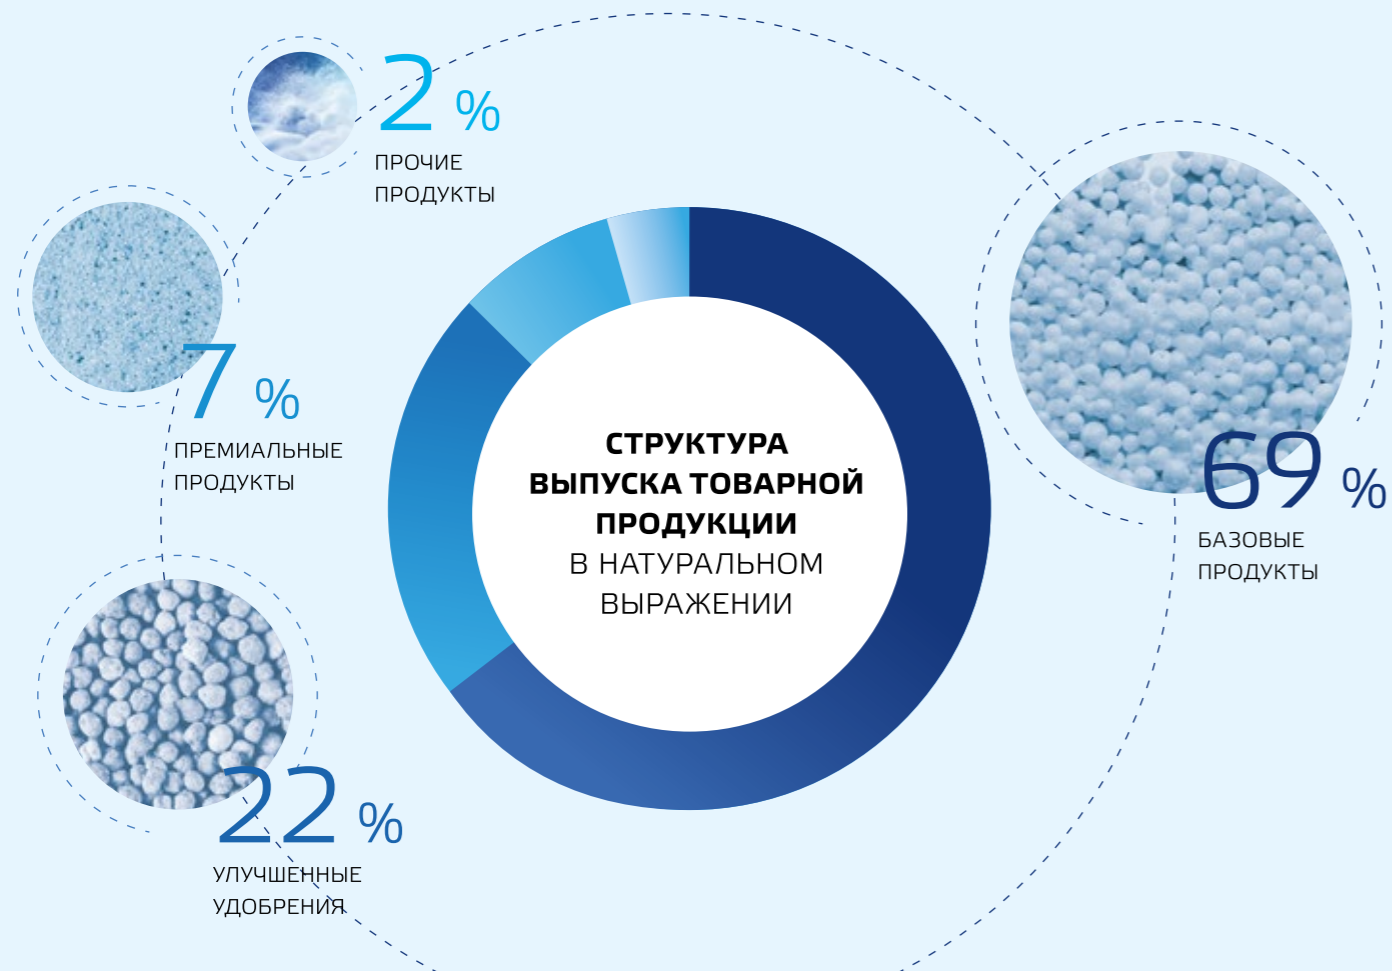 2 %
ПРОЧИЕ
ПРОДУКТЫ
7 %
ПРЕМИАЛЬНЫЕ
ПРОДУКТЫ
22 %
УЛУЧШЕННЫЕ
УДОБРЕНИЯ
СТРУКТУРА
ВЫПУСКА ТОВАРНОЙ
ПРОДУКЦИИ
В НАТУРАЛЬНОМ
ВЫРАЖЕНИИ
69 %
БАЗОВЫЕ
ПРОДУКТЫ